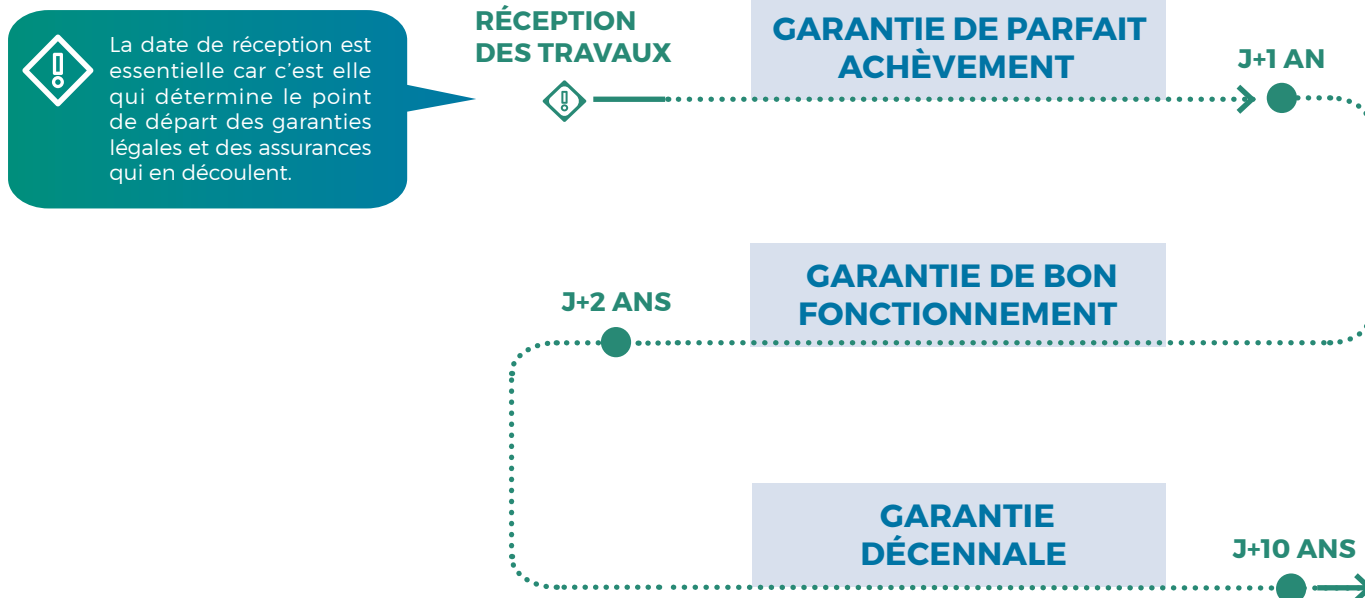 La date de réception est
essentielle car c’est elle
qui détermine le point
de départ des garanties
légales et des assurances
qui en découlent.
RÉCEPTION
DES TRAVAUX
GARANTIE DE PARFAIT
ACHÈVEMENT
J+1 AN
J+2 ANS
GARANTIE DE BON
FONCTIONNEMENT
GARANTIE
DÉCENNALE
J+10 ANS